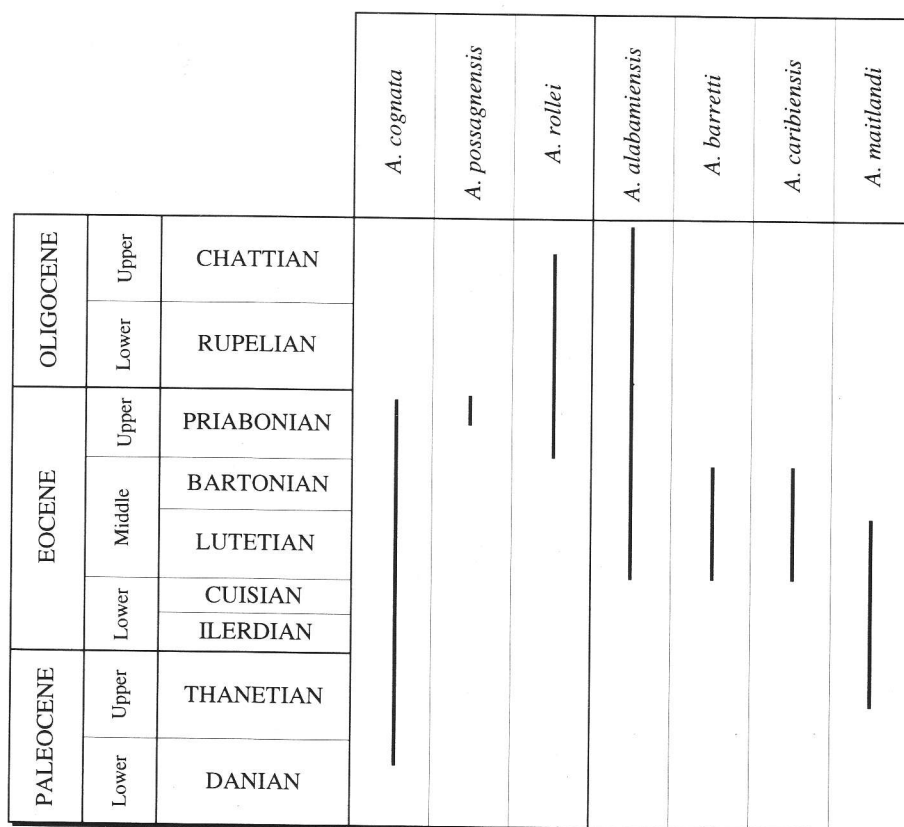 A. cognata
A. possagnensis
A. rollei
A. alabamiensis
A. barretti
A. caribiensis
A. maitlandi
OLIGOCENE
Upper
CHATTIAN
Lower
RUPELIAN
EOCENE
Upper
PRIABONIAN
Middle
BARTONIAN
LUTETIAN
Lower
CUISIAN
ILERDIAN
PALEOCENE
Upper
THANETIAN
Lower
DANIAN